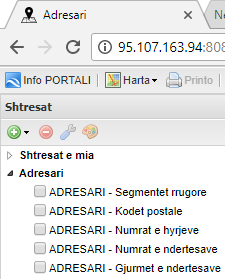 Adresari
Ne
95.107.163.94:808
Info PORTALI
Harta
Printo
Shtresat
Shtresat e mia
Adresari
ADRESARI - Segmentet rrugore
ADRESARI - Kodet postale
ADRESARI - Numrat e hyrjeve
ADRESARI - Numrat e ndertesave
ADRESARI - Gjurmet e ndertesave